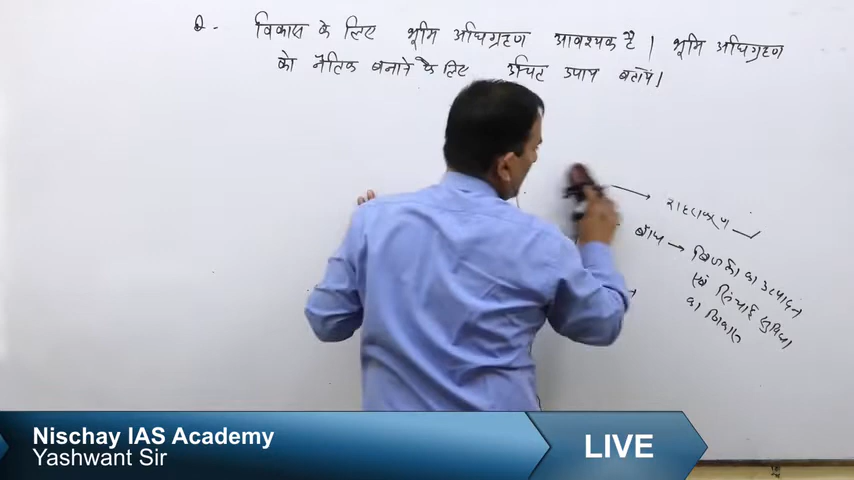 Q. विकास के लिए भूमि अधिग्रहण आवश्यक है। भूमि अधिग्रहण
को नैतिक बनाने के लिए उचित उपाय बतायें।
बाँध → बिजली का उत्पादन
एवं सिंचाई सुविधा
का विकास
Nischay IAS Academy
Yashwant Sir
LIVE